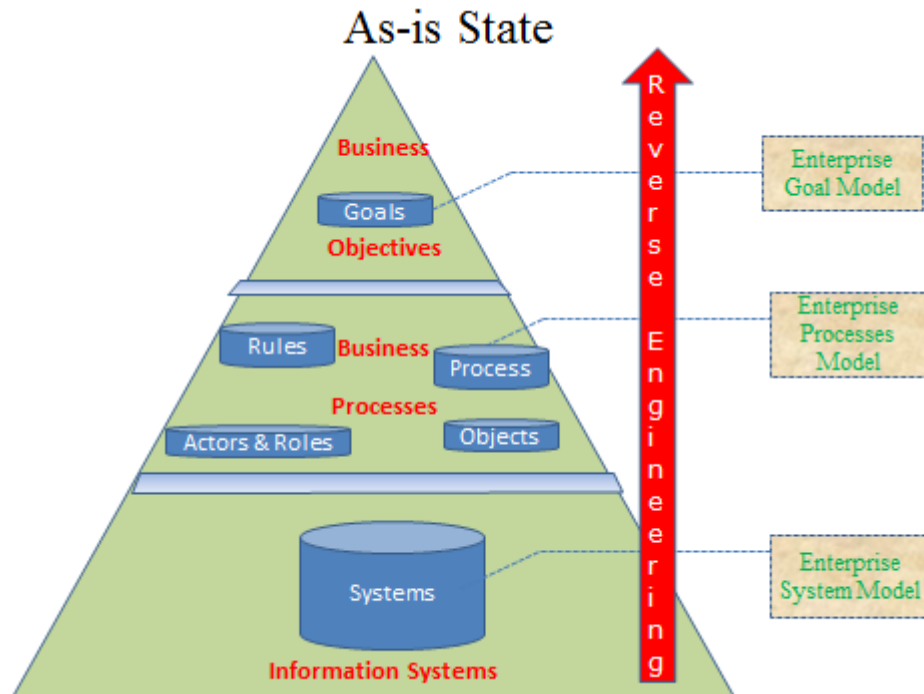 As-is State
Business
Goals
Objectives
Enterprise
Goal Model
Rules
Business
Process
Processes
Actors & Roles
Objects
Enterprise
Processes
Model
Systems
Information Systems
Enterprise
System Model
Reverse Engineering